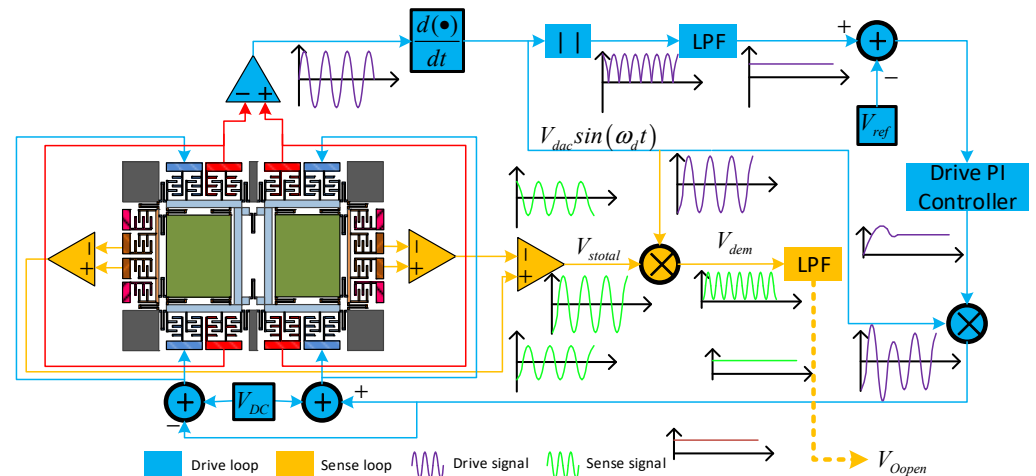 d(•)
dt
| |
LPF
+
+
−
V_ref
− +
V_dac sin(ω_d t)
Drive PI
Controller
−
+
−
+
−
+
V_stotal
V_dem
LPF
+
V_DC
+
+
−
Drive loop
Sense loop
Drive signal
Sense signal
V_Oopen